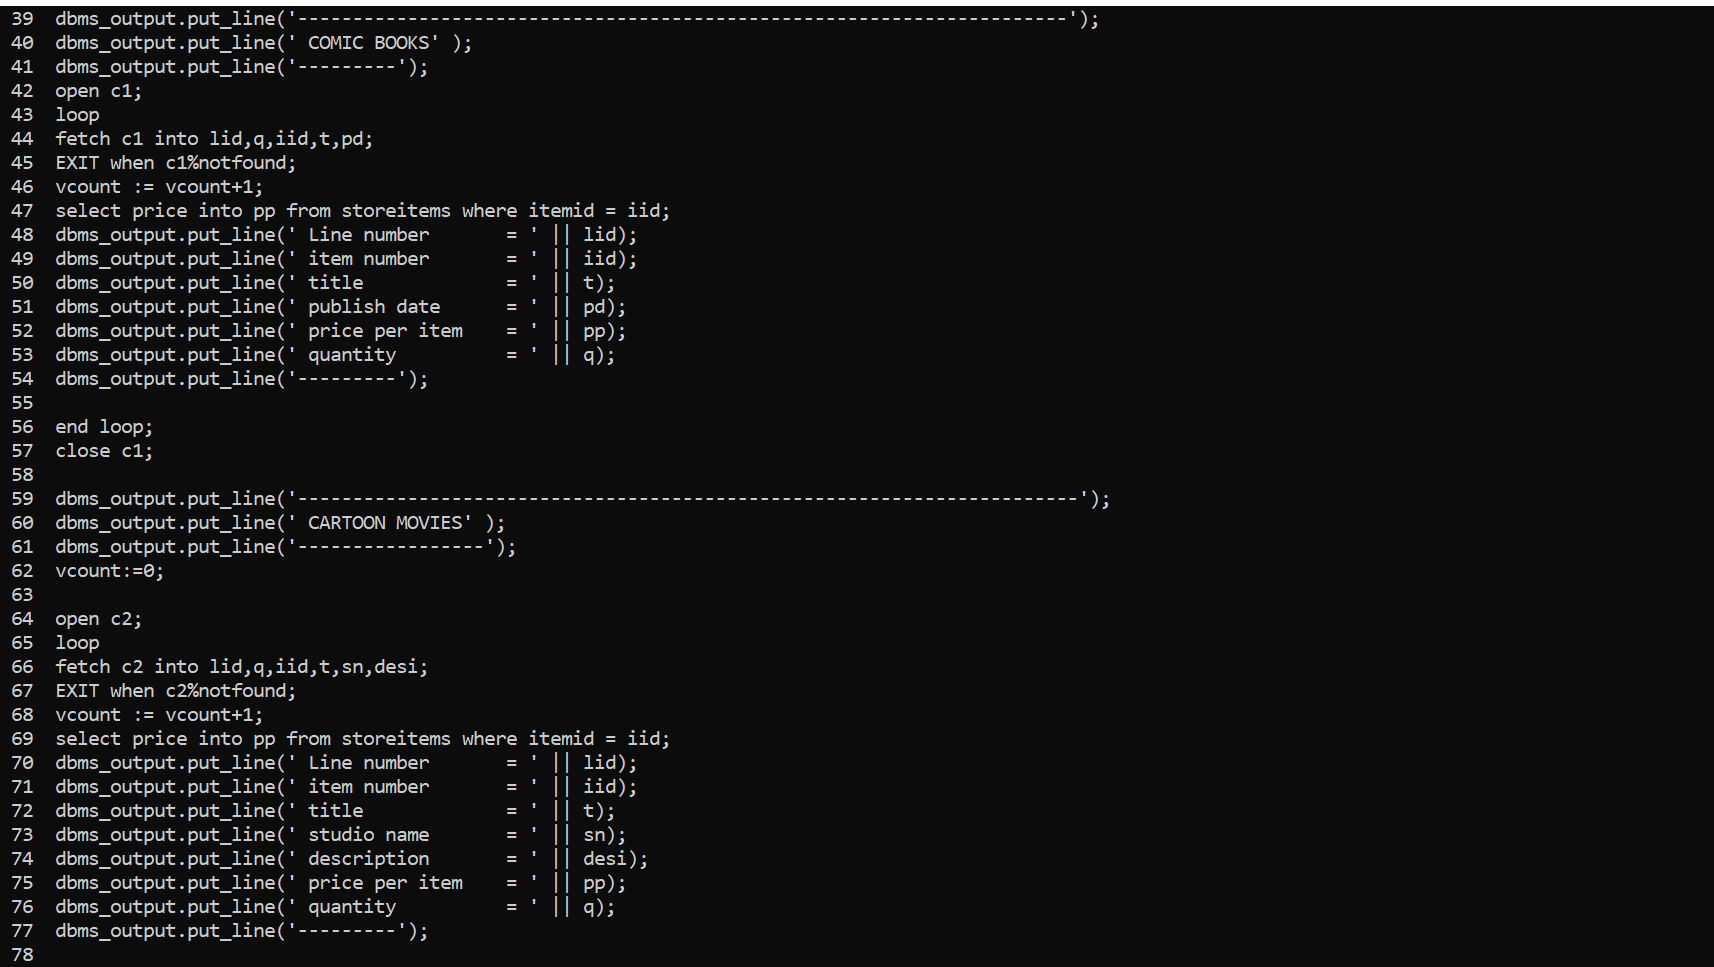 39  dbms_output.put_line('----------------------------------------------------------------------');
40  dbms_output.put_line(' COMIC BOOKS' );
41  dbms_output.put_line('---------');
42  open c1;
43  loop
44  fetch c1 into lid,q,iid,t,pd;
45  EXIT when c1%notfound;
46  vcount := vcount+1;
47  select price into pp from storeitems where itemid = iid;
48  dbms_output.put_line(' Line number       = ' || lid);
49  dbms_output.put_line(' item number       = ' || iid);
50  dbms_output.put_line(' title             = ' || t);
51  dbms_output.put_line(' publish date      = ' || pd);
52  dbms_output.put_line(' price per item    = ' || pp);
53  dbms_output.put_line(' quantity          = ' || q);
54  dbms_output.put_line('---------');
55
56  end loop;
57  close c1;
58
59  dbms_output.put_line('-----------------------------------------------------------------------');
60  dbms_output.put_line(' CARTOON MOVIES' );
61  dbms_output.put_line('-----------------');
62  vcount:=0;
63
64  open c2;
65  loop
66  fetch c2 into lid,q,iid,t,sn,desi;
67  EXIT when c2%notfound;
68  vcount := vcount+1;
69  select price into pp from storeitems where itemid = iid;
70  dbms_output.put_line(' Line number       = ' || lid);
71  dbms_output.put_line(' item number       = ' || iid);
72  dbms_output.put_line(' title             = ' || t);
73  dbms_output.put_line(' studio name       = ' || sn);
74  dbms_output.put_line(' description       = ' || desi);
75  dbms_output.put_line(' price per item    = ' || pp);
76  dbms_output.put_line(' quantity          = ' || q);
77  dbms_output.put_line('---------');
78